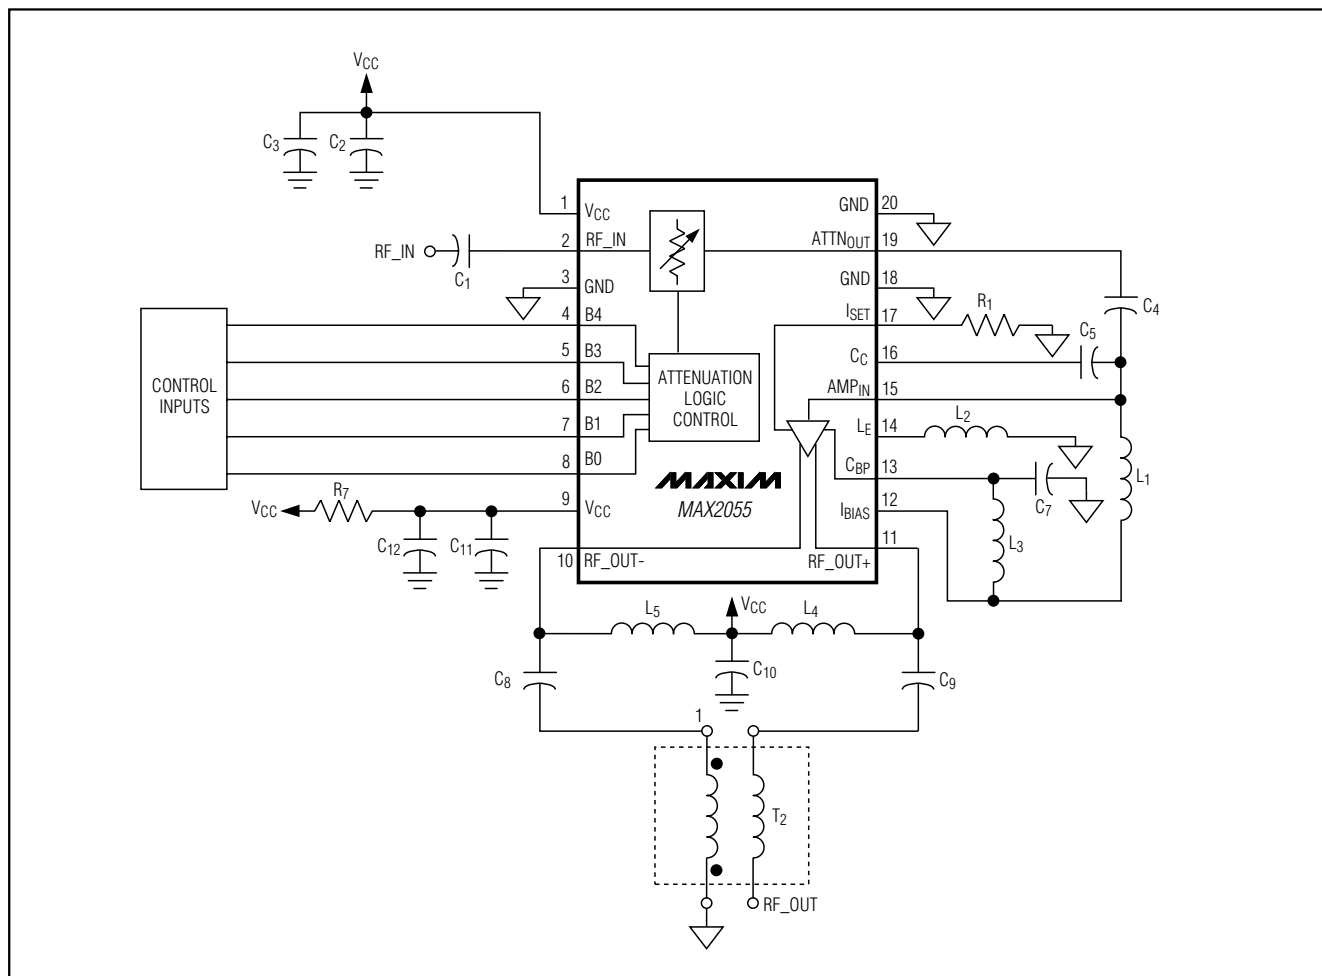 VCC
C3
C2
1
VCC
GND
20
RF_IN
C1
2
RF_IN
ATTNOUT
19
3
GND
GND
18
C4
4
B4
ISET
17
R1
C5
5
B3
CC
16
CONTROL
INPUTS
6
B2
ATTENUATION
LOGIC
CONTROL
AMPIN
15
7
B1
LE
14
L2
8
B0
CBP
13
L1
MAXIM
MAX2055
C7
VCC
R7
9
VCC
IBIAS
12
L3
C12
C11
10
RF_OUT-
RF_OUT+
11
L5
VCC
L4
C8
C10
C9
1
T2
RF_OUT